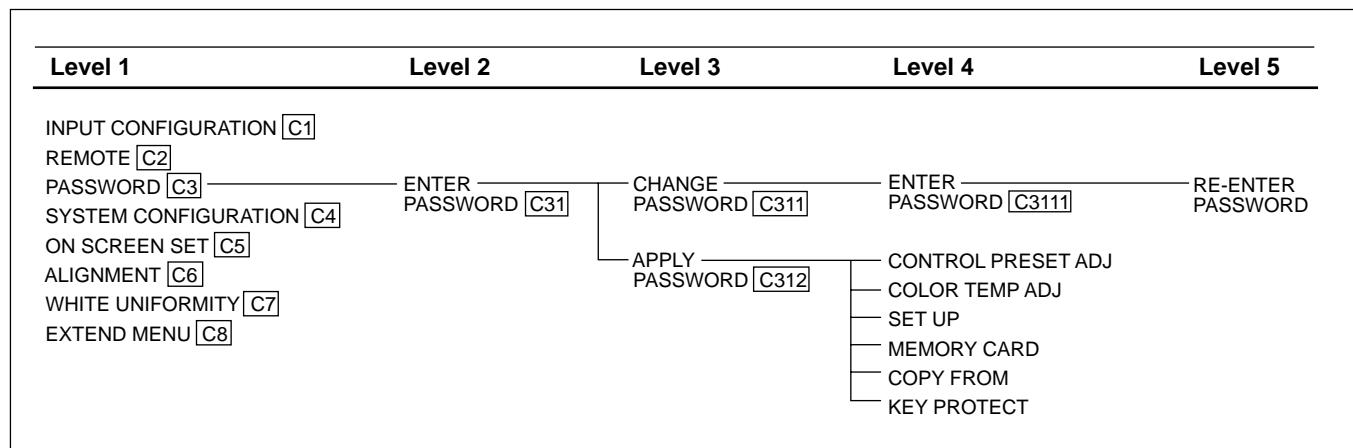 Level 1 Level 2 Level 3 Level 4 Level 5
INPUT CONFIGURATION C1
REMOTE C2
PASSWORD C3
SYSTEM CONFIGURATION C4
ON SCREEN SET C5
ALIGNMENT C6
WHITE UNIFORMITY C7
EXTEND MENU C8
ENTER
PASSWORD C31
CHANGE
PASSWORD C311
APPLY
PASSWORD C312
ENTER
PASSWORD C3111
CONTROL PRESET ADJ
COLOR TEMP ADJ
SET UP
MEMORY CARD
COPY FROM
KEY PROTECT
RE-ENTER
PASSWORD